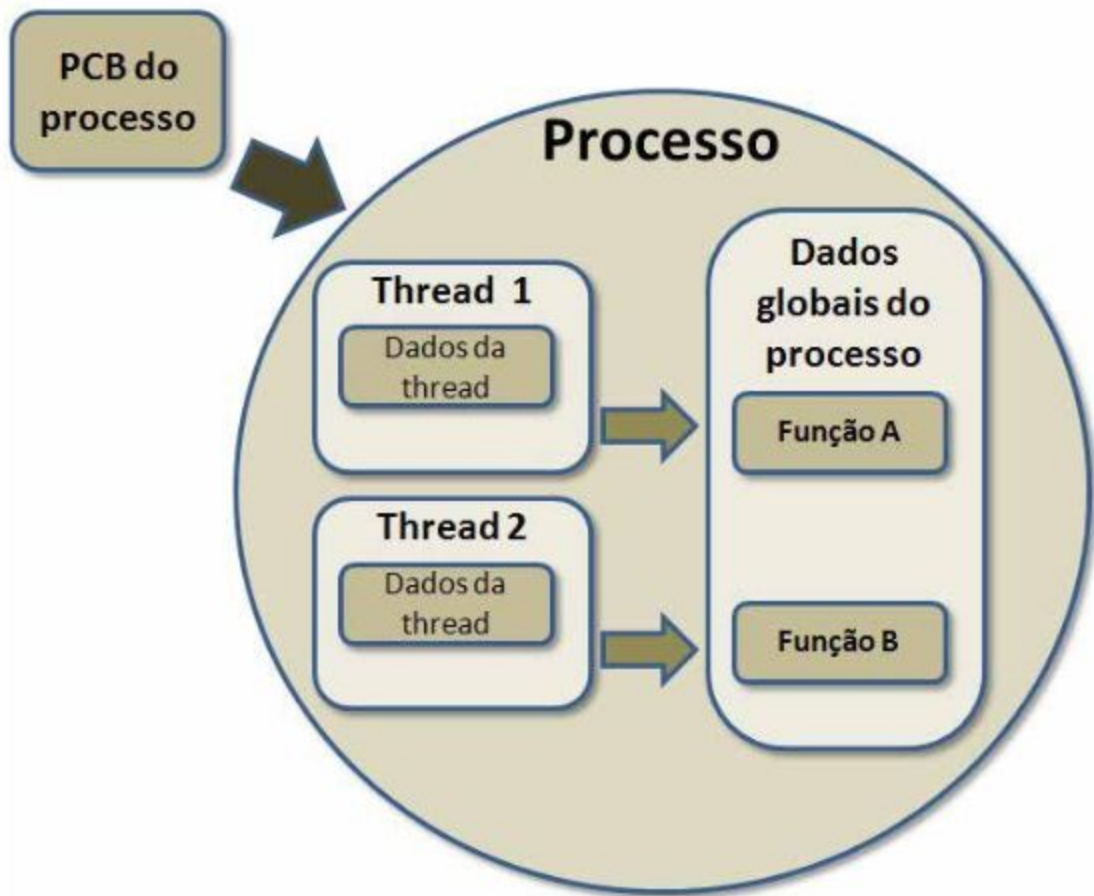 PCB do
processo
Processo
Thread 1
Dados da
thread
Thread 2
Dados da
thread
Dados
globais do
processo
Função A
Função B